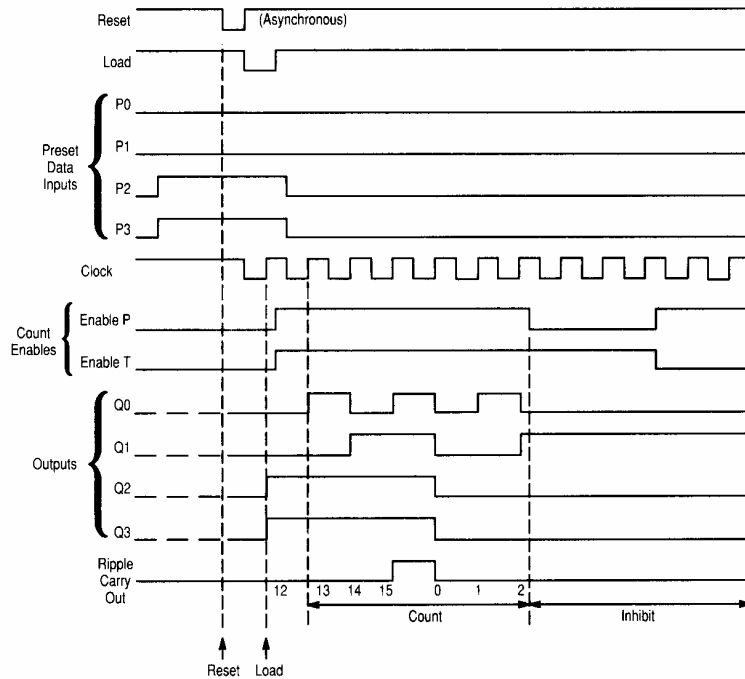 Reset
(Asynchronous)
Load
P0
P1
Preset
Data
Inputs
P2
P3
Clock
Enable P
Count
Enables
Enable T
Q0
Q1
Outputs
Q2
Q3
Ripple
Carry
Out
12 13 14 15 0 1 2
Count
Inhibit
Reset Load